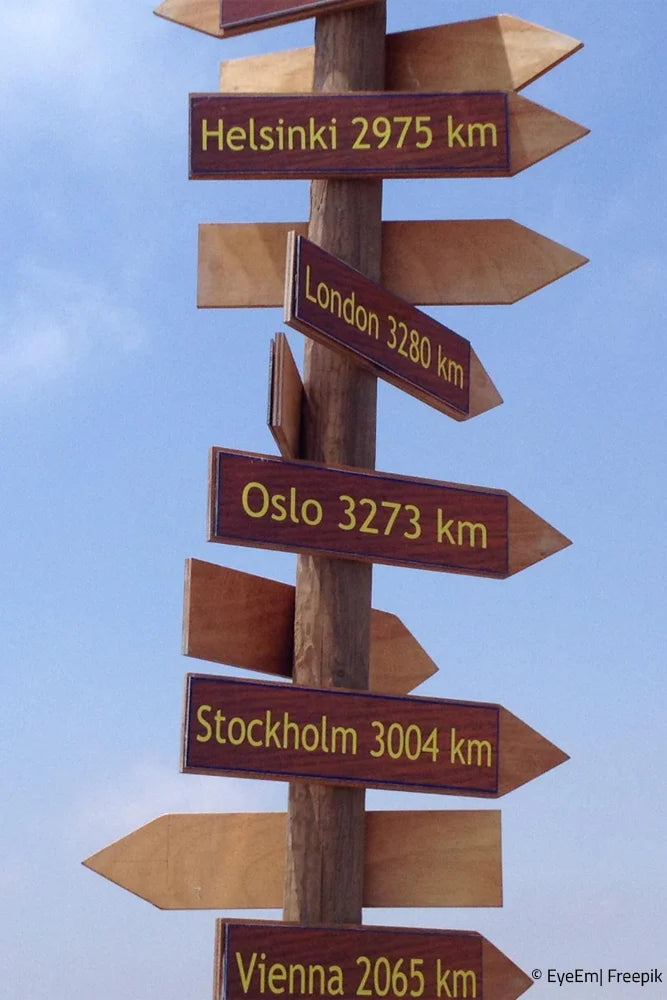 Helsinki 2975 km
London 3280 km
Oslo 3273 km
Stockholm 3004 km
Vienna 2065 km
© EyeEm| Freepik